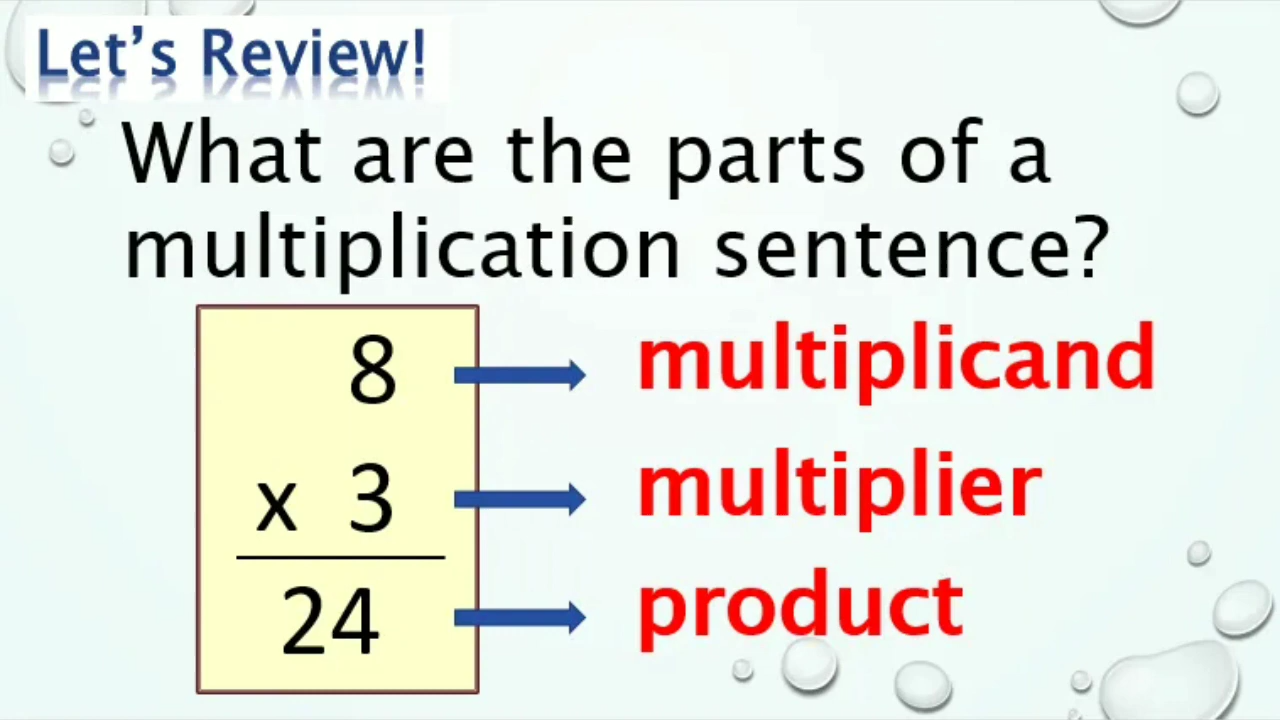 Let's Review!
What are the parts of a
multiplication sentence?
8 multiplicand
x 3 multiplier
24 product